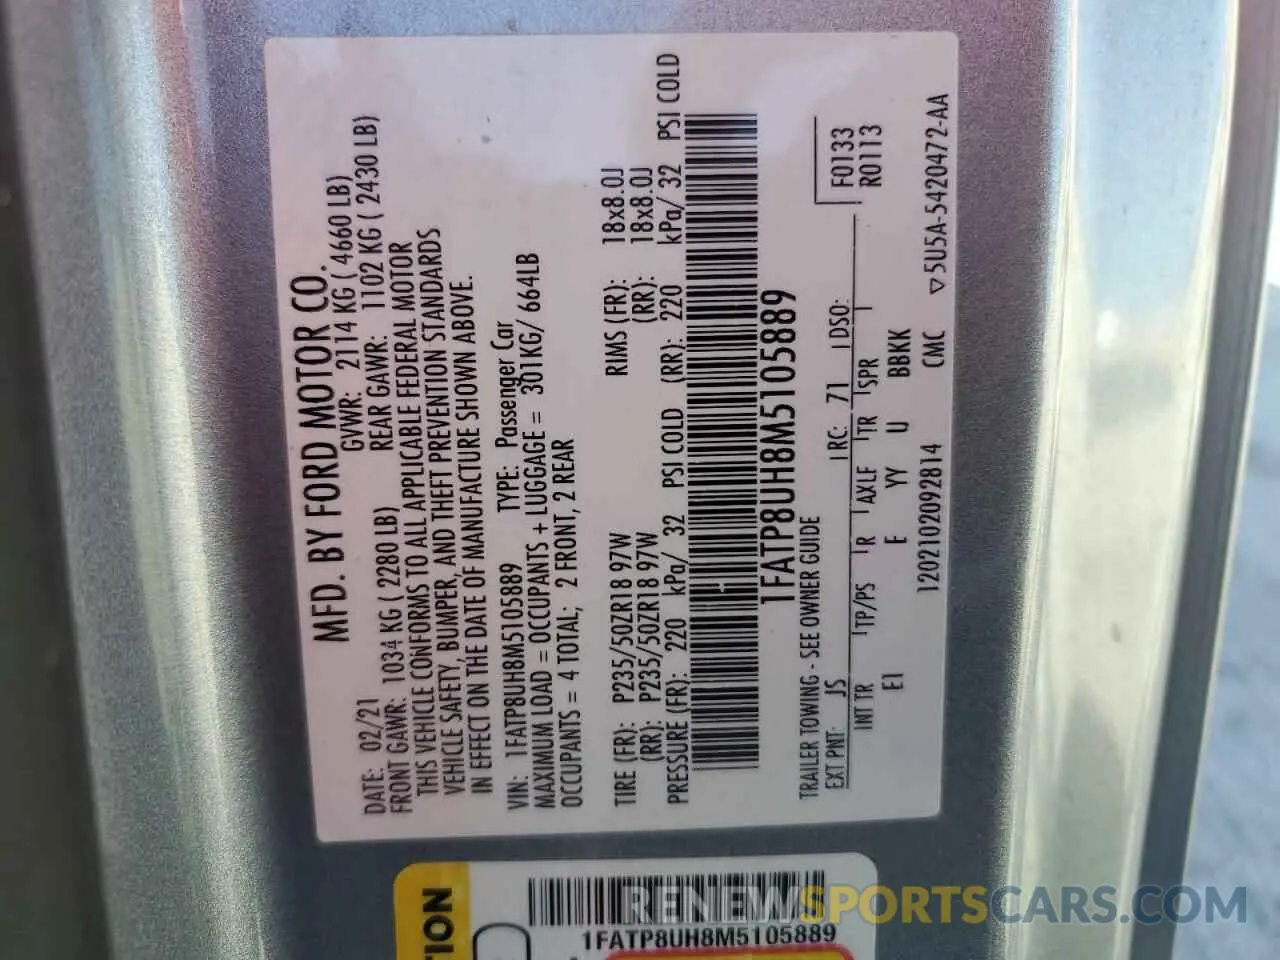 MFD. BY FORD MOTOR CO.
DATE: 02/21 GVWR: 2114 KG ( 4660 LB)
FRONT GAWR: 1034 KG ( 2280 LB) REAR GAWR: 1102 KG ( 2430 LB)
THIS VEHICLE CONFORMS TO ALL APPLICABLE FEDERAL MOTOR
VEHICLE SAFETY, BUMPER, AND THEFT PREVENTION STANDARDS
IN EFFECT ON THE DATE OF MANUFACTURE SHOWN ABOVE.
VIN: 1FATP8UH8M5105889 TYPE: Passenger Car
MAXIMUM LOAD = OCCUPANTS + LUGGAGE = 301KG/ 664LB
OCCUPANTS = 4 TOTAL; 2 FRONT, 2 REAR
TIRE (FR): P235/50ZR18 97W RIMS (FR): 18x8.0J
(RR): P235/50ZR18 97W (RR): 18x8.0J
PRESSURE (FR): 220 kPa/ 32 PSI COLD (RR): 220 kPa/ 32 PSI COLD
1FATP8UH8M5105889
TRAILER TOWING - SEE OWNER GUIDE F0133
EXT PNT: JS RC: 71 DSO: R0113
INT TR TP/PS R AXLE TR SPR
EI E YY U BBKK
12021020928​14 CMC ▽5U5A-5420472-AA
TION
1FATP8UH8M5105889
RENEWSPORTSCARS.COM